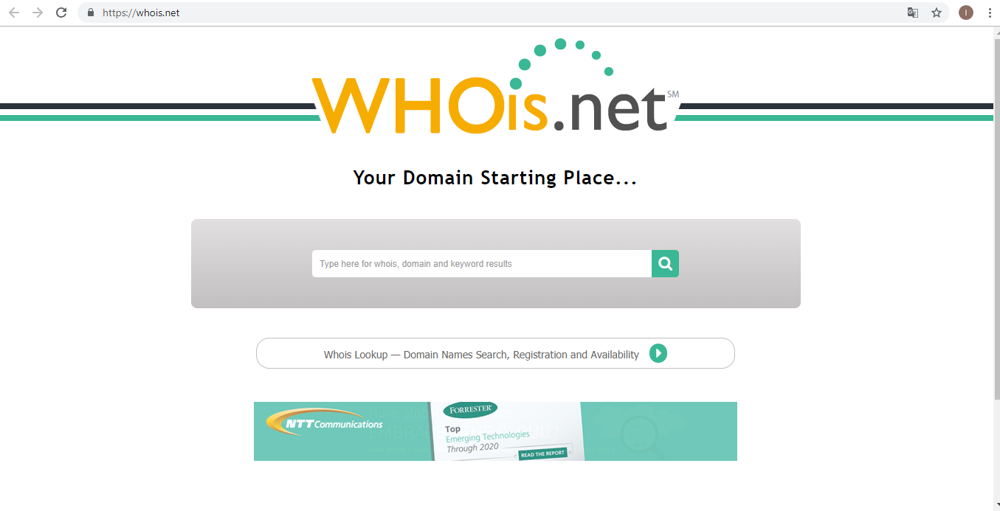 https://whois.net
I
WHOis.net SM
Your Domain Starting Place...
Type here for whois, domain and keyword results
Whois Lookup — Domain Names Search, Registration and Availability
NTT Communications
FORRESTER
Top
Emerging Technologies
Through 2020
READ THE REPORT